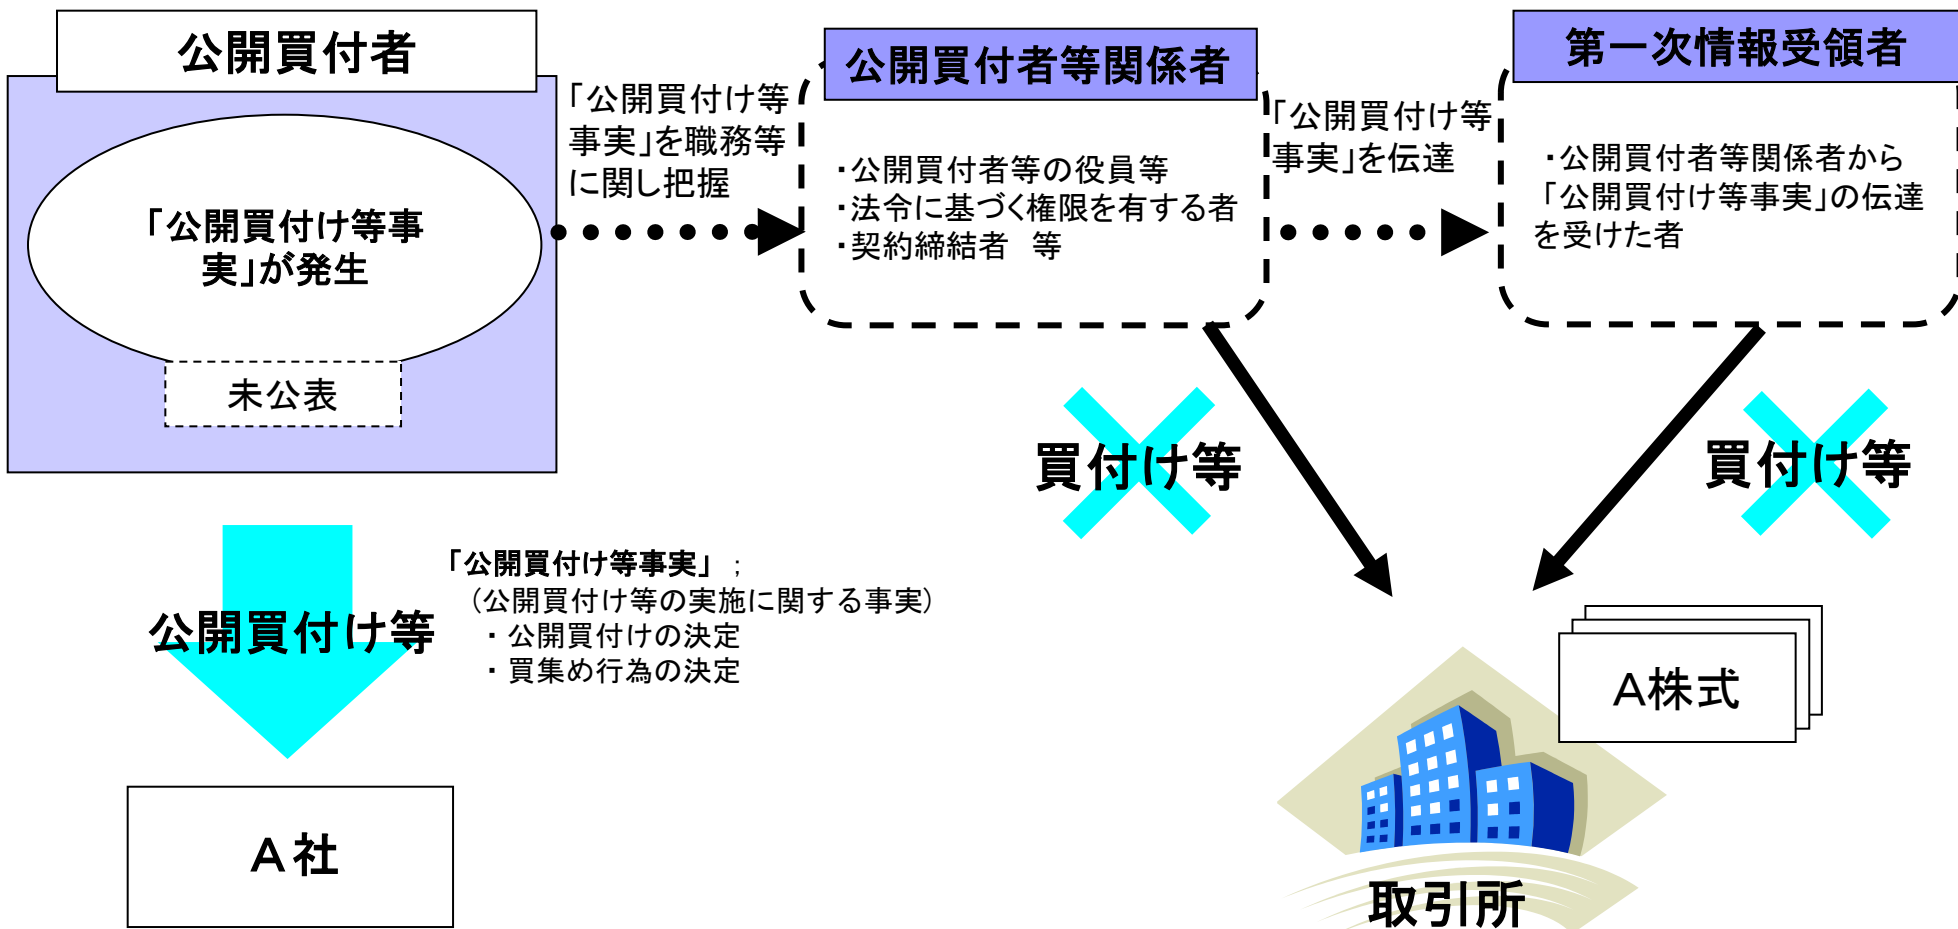 公開買付者
「公開買付け等事
実」が発生
未公表
「公開買付け等
事実」を職務等
に関し把握
公開買付者等関係者
・公開買付者等の役員等
・法令に基づく権限を有する者
・契約締結者　等
「公開買付け等
事実」を伝達
第一次情報受領者
・公開買付者等関係者から
「公開買付け等事実」の伝達
を受けた者
買付け等
買付け等
公開買付け等
「公開買付け等事実」；
（公開買付け等の実施に関する事実）
・公開買付けの決定
・買集め行為の決定
Ａ社
Ａ株式
取引所